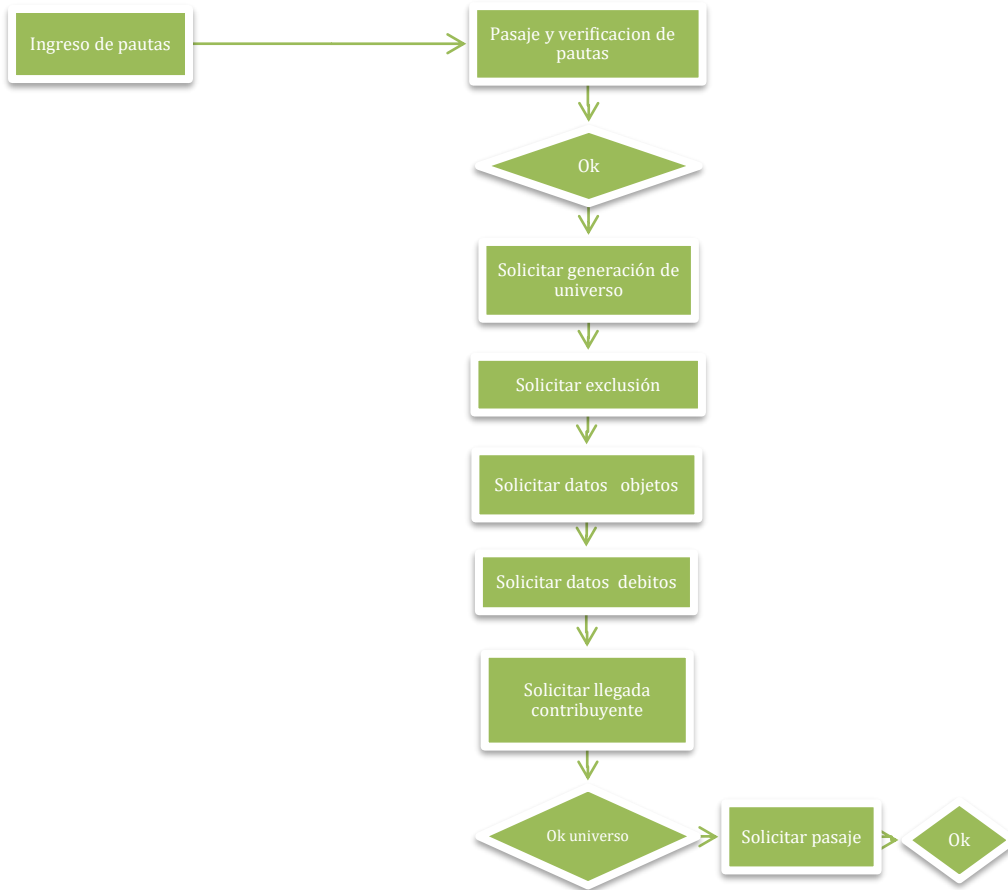 Ingreso de pautas
Pasaje y verificacion de
pautas
Ok
Solicitar generación de
universo
Solicitar exclusión
Solicitar datos objetos
Solicitar datos debitos
Solicitar llegada
contribuyente
Ok universo
Solicitar pasaje
Ok